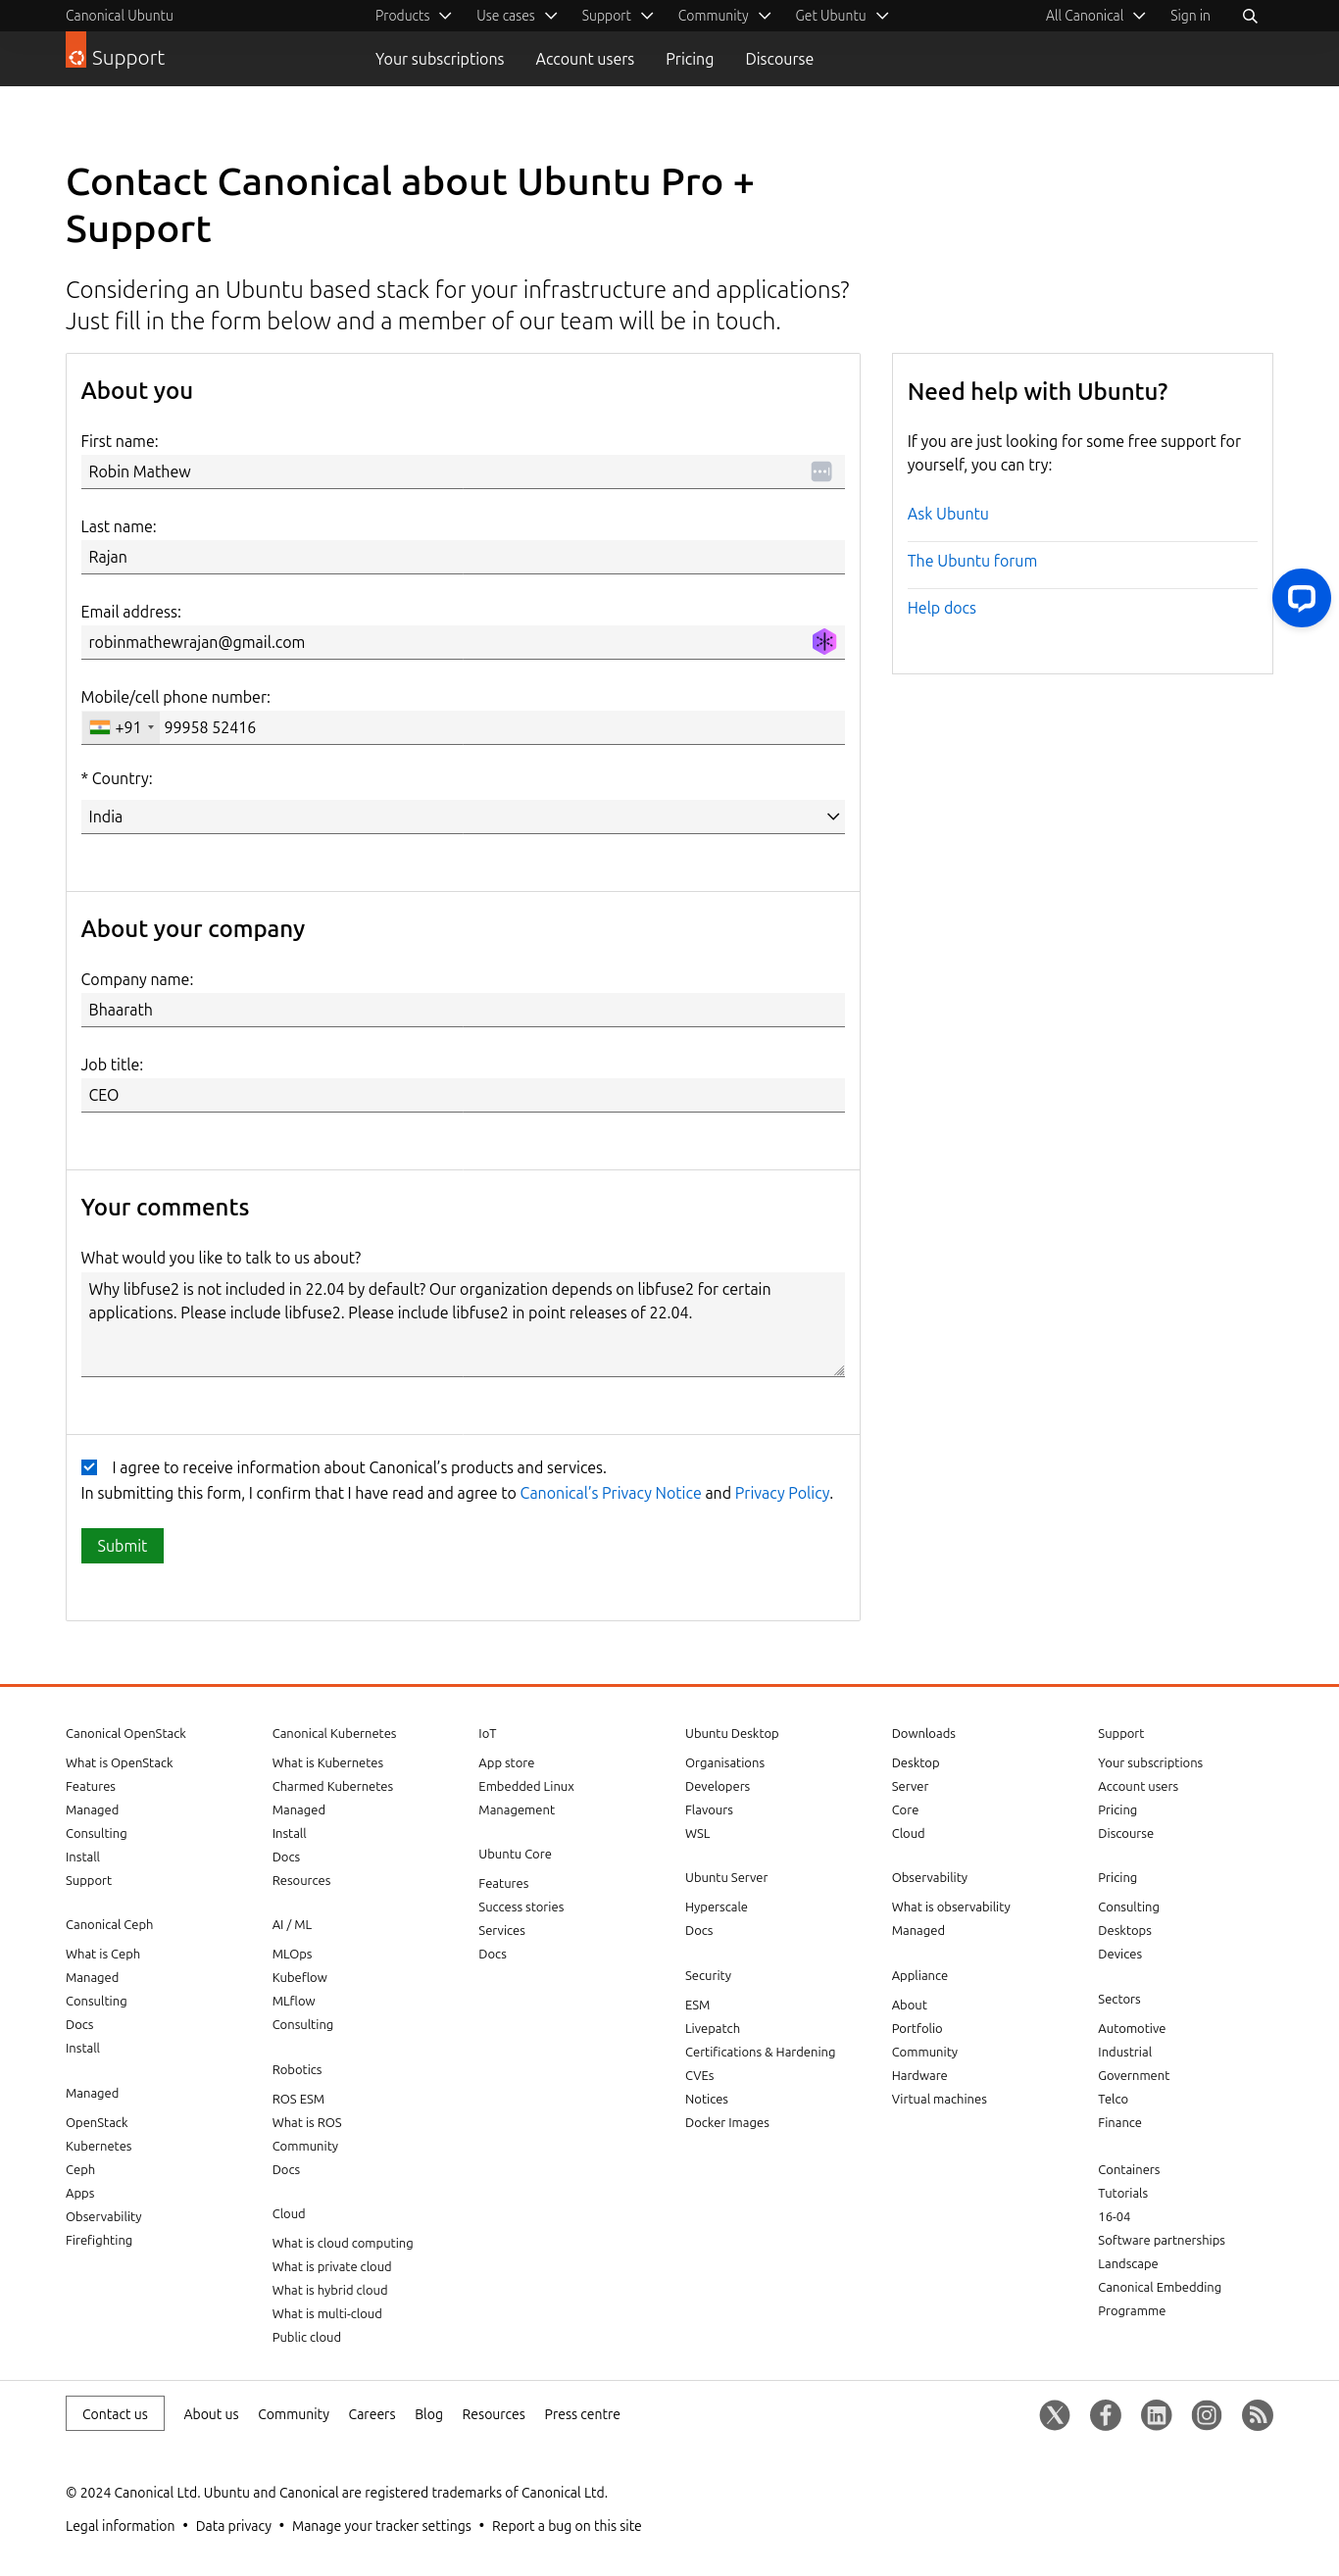 Canonical Ubuntu
Products
Use cases
Support
Community
Get Ubuntu
All Canonical
Sign in
Support
Your subscriptions
Account users
Pricing
Discourse
Contact Canonical about Ubuntu Pro +
Support
Considering an Ubuntu based stack for your infrastructure and applications?
Just fill in the form below and a member of our team will be in touch.
About you
First name:
Robin Mathew
Last name:
Rajan
Email address:
robinmathewrajan@gmail.com
Mobile/cell phone number:
+91 99958 52416
* Country:
India
About your company
Company name:
Bhaarath
Job title:
CEO
Your comments
What would you like to talk to us about?
Why libfuse2 is not included in 22.04 by default? Our organization depends on libfuse2 for certain
applications. Please include libfuse2. Please include libfuse2 in point releases of 22.04.
I agree to receive information about Canonical’s products and services.
In submitting this form, I confirm that I have read and agree to Canonical’s Privacy Notice and Privacy Policy.
Submit
Need help with Ubuntu?
If you are just looking for some free support for
yourself, you can try:
Ask Ubuntu
The Ubuntu forum
Help docs
Canonical OpenStack
What is OpenStack
Features
Managed
Consulting
Install
Support
Canonical Ceph
What is Ceph
Managed
Consulting
Docs
Install
Managed
OpenStack
Kubernetes
Ceph
Apps
Observability
Firefighting
Canonical Kubernetes
What is Kubernetes
Charmed Kubernetes
Managed
Install
Docs
Resources
AI / ML
MLOps
Kubeflow
MLflow
Consulting
Robotics
ROS ESM
What is ROS
Community
Docs
Cloud
What is cloud computing
What is private cloud
What is hybrid cloud
What is multi-cloud
Public cloud
IoT
App store
Embedded Linux
Management
Ubuntu Core
Features
Success stories
Services
Docs
Ubuntu Desktop
Organisations
Developers
Flavours
WSL
Ubuntu Server
Hyperscale
Docs
Security
ESM
Livepatch
Certifications & Hardening
CVEs
Notices
Docker Images
Downloads
Desktop
Server
Core
Cloud
Observability
What is observability
Managed
Appliance
About
Portfolio
Community
Hardware
Virtual machines
Support
Your subscriptions
Account users
Pricing
Discourse
Pricing
Consulting
Desktops
Devices
Sectors
Automotive
Industrial
Government
Telco
Finance
Containers
Tutorials
16-04
Software partnerships
Landscape
Canonical Embedding
Programme
Contact us
About us
Community
Careers
Blog
Resources
Press centre
© 2024 Canonical Ltd. Ubuntu and Canonical are registered trademarks of Canonical Ltd.
Legal information • Data privacy • Manage your tracker settings • Report a bug on this site